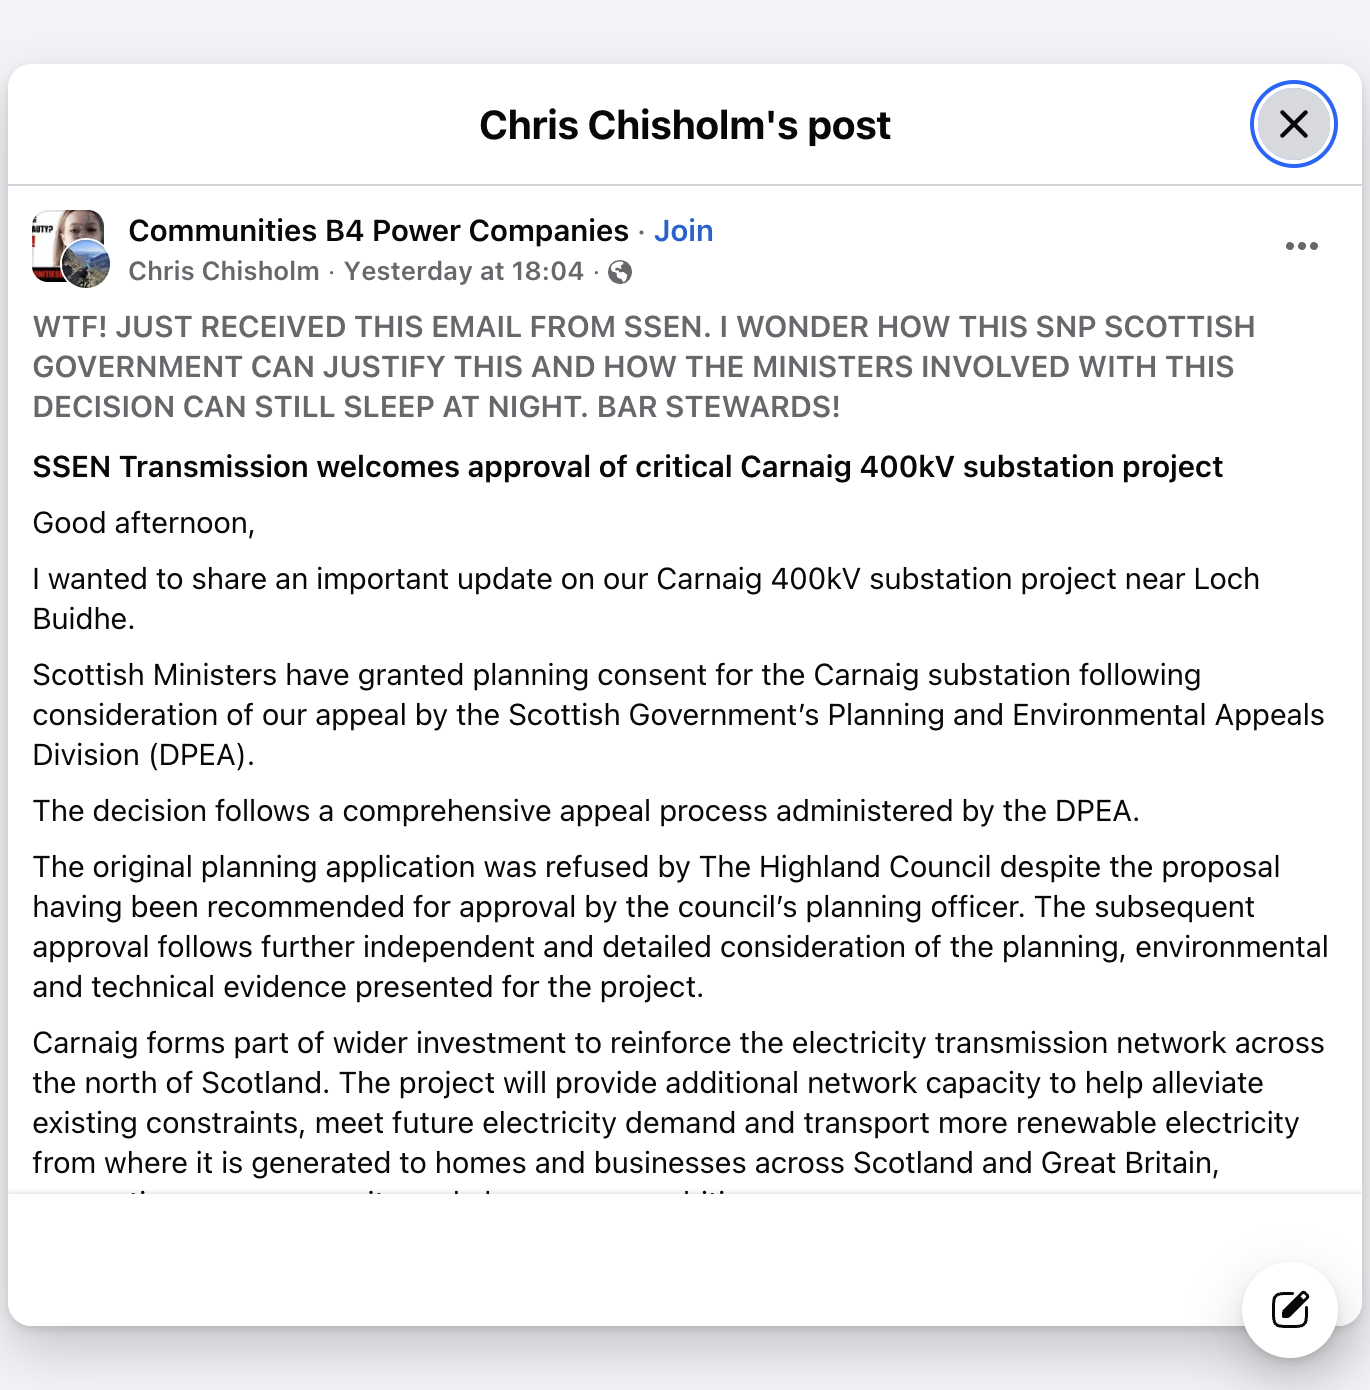 Chris Chisholm's post
Communities B4 Power Companies · Join
Chris Chisholm · Yesterday at 18:04 ·
WTF! JUST RECEIVED THIS EMAIL FROM SSEN. I WONDER HOW THIS SNP SCOTTISH
GOVERNMENT CAN JUSTIFY THIS AND HOW THE MINISTERS INVOLVED WITH THIS
DECISION CAN STILL SLEEP AT NIGHT. BAR STEWARDS!
SSEN Transmission welcomes approval of critical Carnaig 400kV substation project
Good afternoon,
I wanted to share an important update on our Carnaig 400kV substation project near Loch
Buidhe.
Scottish Ministers have granted planning consent for the Carnaig substation following
consideration of our appeal by the Scottish Government’s Planning and Environmental Appeals
Division (DPEA).
The decision follows a comprehensive appeal process administered by the DPEA.
The original planning application was refused by The Highland Council despite the proposal
having been recommended for approval by the council’s planning officer. The subsequent
approval follows further independent and detailed consideration of the planning, environmental
and technical evidence presented for the project.
Carnaig forms part of wider investment to reinforce the electricity transmission network across
the north of Scotland. The project will provide additional network capacity to help alleviate
existing constraints, meet future electricity demand and transport more renewable electricity
from where it is generated to homes and businesses across Scotland and Great Britain,